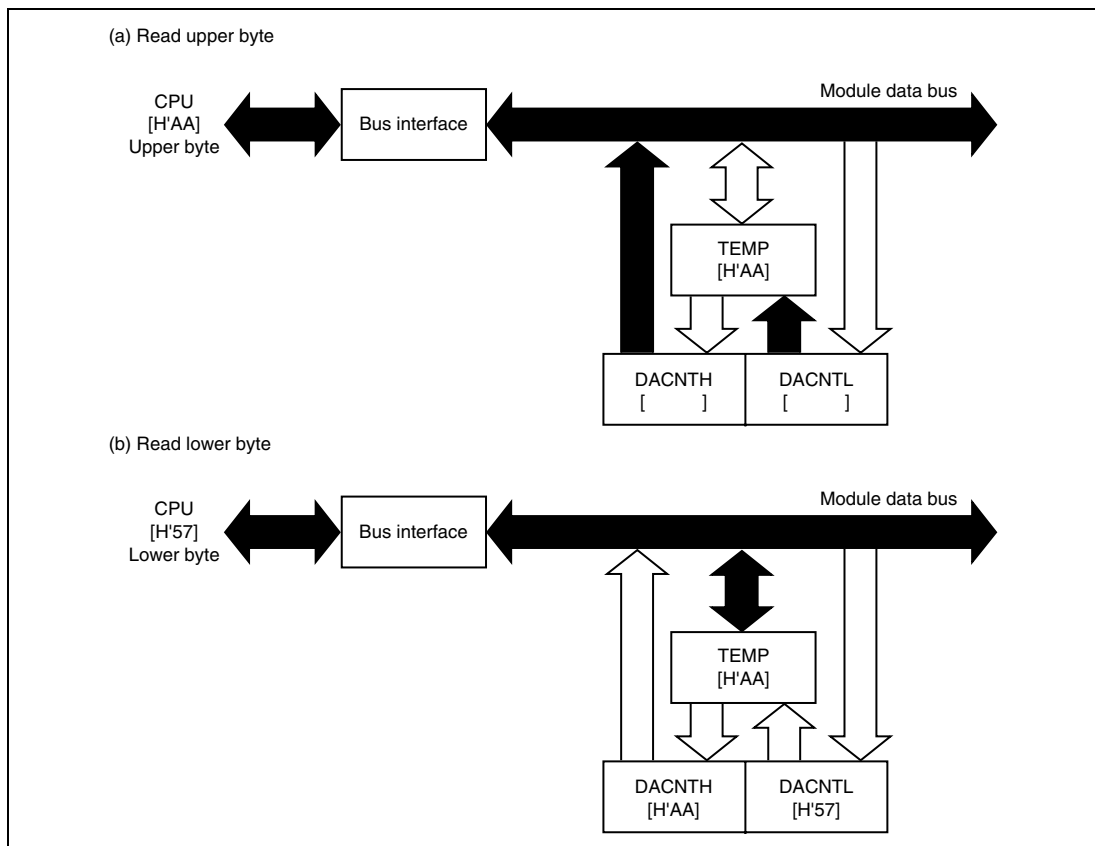 (a) Read upper byte
Module data bus
CPU
[H'AA]
Upper byte
Bus interface
TEMP
[H'AA]
DACNTH
[ ]
DACNTL
[ ]
(b) Read lower byte
Module data bus
CPU
[H'57]
Lower byte
Bus interface
TEMP
[H'AA]
DACNTH
[H'AA]
DACNTL
[H'57]